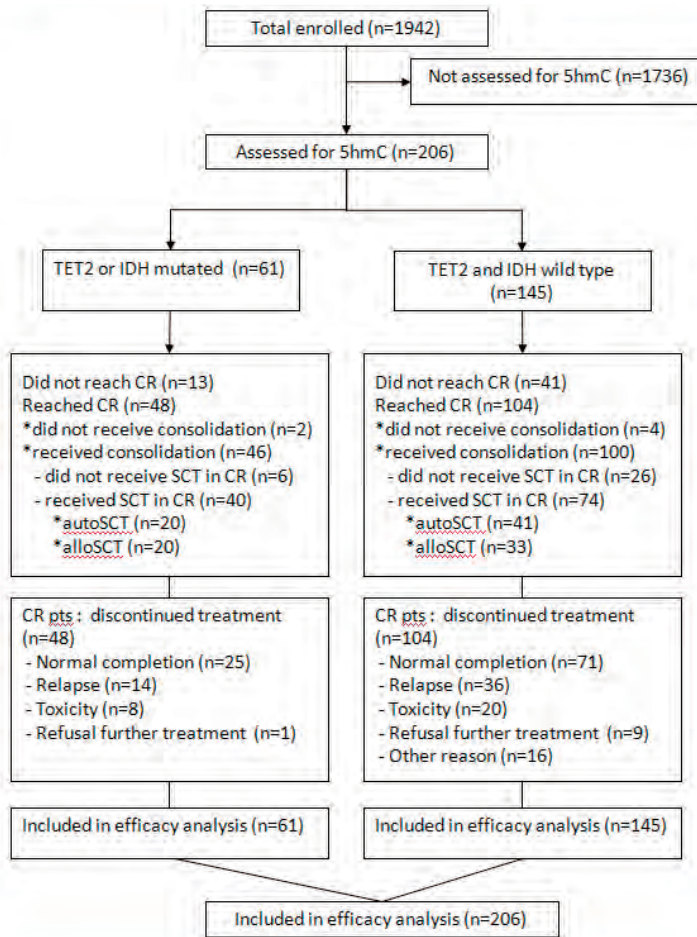 Total enrolled (n=1942)
Not assessed for 5hmC (n=1736)
Assessed for 5hmC (n=206)
TET2 or IDH mutated (n=61)
TET2 and IDH wild type
(n=145)
Did not reach CR (n=13)
Reached CR (n=48)
*did not receive consolidation (n=2)
*received consolidation (n=46)
- did not receive SCT in CR (n=6)
- received SCT in CR (n=40)
*autoSCT (n=20)
*alloSCT (n=20)
Did not reach CR (n=41)
Reached CR (n=104)
*did not receive consolidation (n=4)
*received consolidation (n=100)
- did not receive SCT in CR (n=26)
- received SCT in CR (n=74)
*autoSCT (n=41)
*alloSCT (n=33)
CR pts : discontinued treatment
(n=48)
- Normal completion (n=25)
- Relapse (n=14)
- Toxicity (n=8)
- Refusal further treatment (n=1)
CR pts : discontinued treatment
(n=104)
- Normal completion (n=71)
- Relapse (n=36)
- Toxicity (n=20)
- Refusal further treatment (n=9)
- Other reason (n=16)
Included in efficacy analysis (n=61)
Included in efficacy analysis (n=145)
Included in efficacy analysis (n=206)